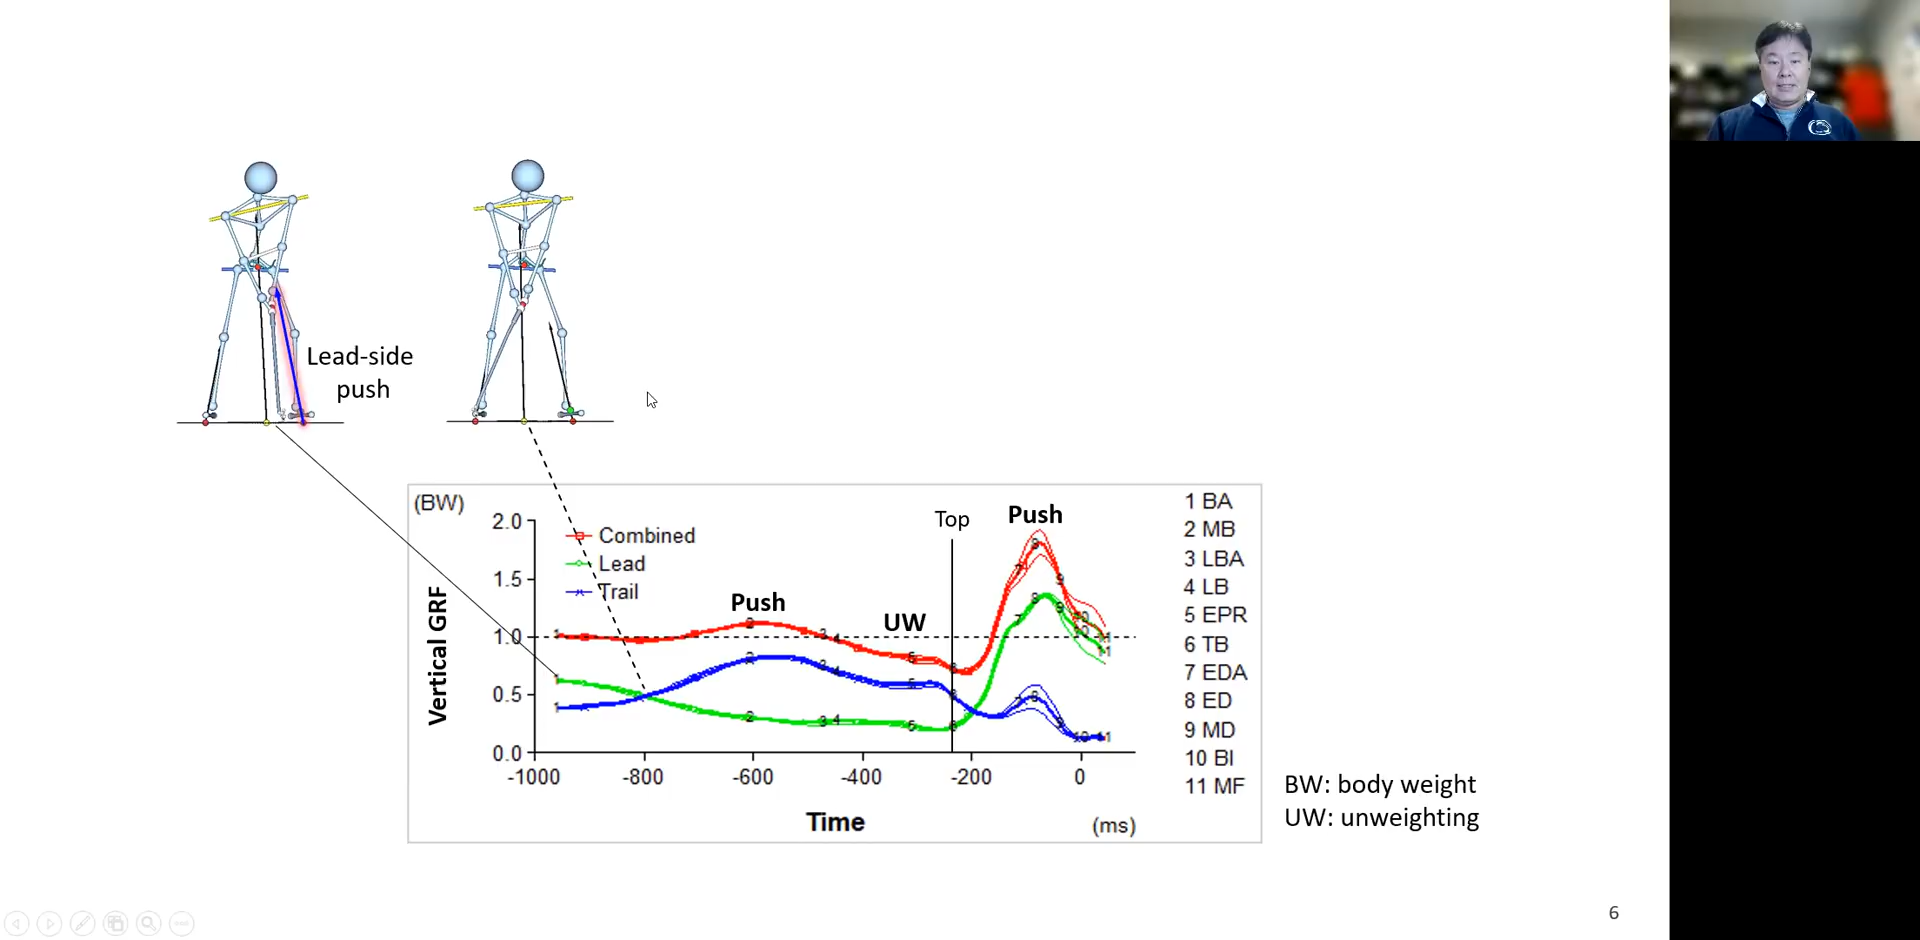 Lead-side
push
(BW)
2.0
1.5
1.0
0.5
0.0
Vertical GRF
Combined
Lead
Trail
Push
UW
Top
Push
-1000
-800
-600
-400
-200
0
Time
(ms)
1 BA
2 MB
3 LBA
4 LB
5 EPR
6 TB
7 EDA
8 ED
9 MD
10 BI
11 MF
BW: body weight
UW: unweighting
6